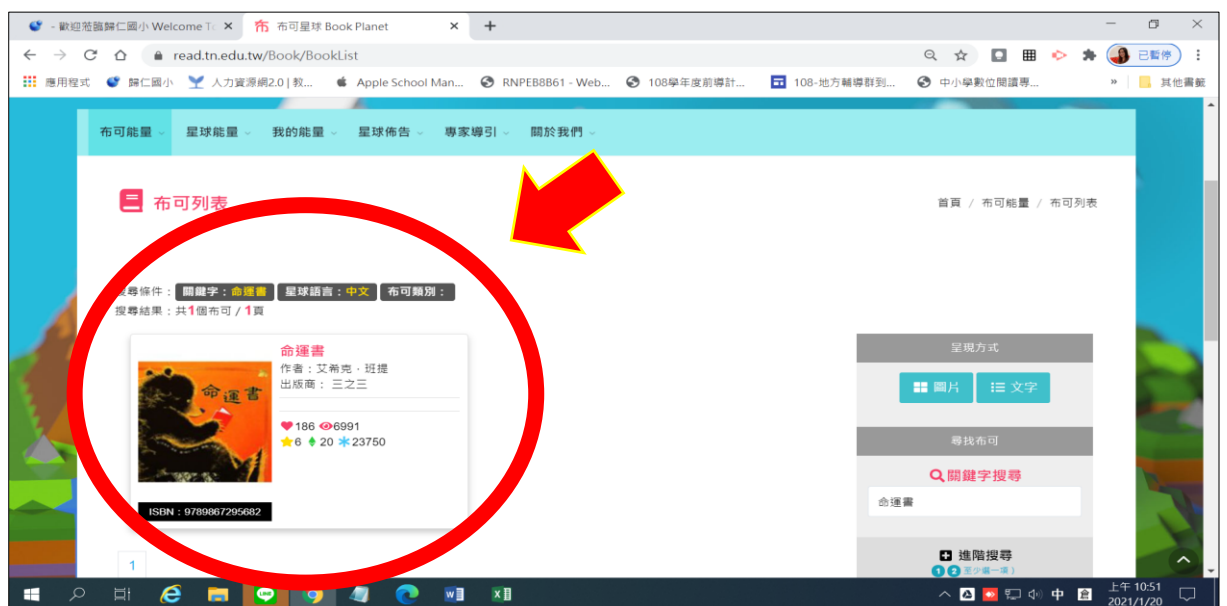 - 歡迎蒞臨歸仁國小 Welcome T
布可星球 Book Planet
read.tn.edu.tw/Book/BookList
已暫停
應用程式
歸仁國小
人力資源網2.0 | 教...
Apple School Man...
RNPEB8B61 - Web...
108學年度前導計...
108-地方輔導群到...
中小學數位閱讀專...
»
其他書籤
布可能量
星球能量
我的能量
星球佈告
專家導引
關於我們
布可列表
首頁 / 布可能量 / 布可列表
搜尋條件： 關鍵字：命運書 星球語言：中文 布可類別：
搜尋結果：共1個布可 / 1頁
命運書
作者：艾希克．班提
出版商： 三之三
命運書
186 6991
6 20 23750
ISBN : 9789867295682
1
呈現方式
圖片
文字
尋找布可
關鍵字搜尋
命運書
進階搜尋
1 2 至少填一項)
中
上午 10:51
2021/1/20